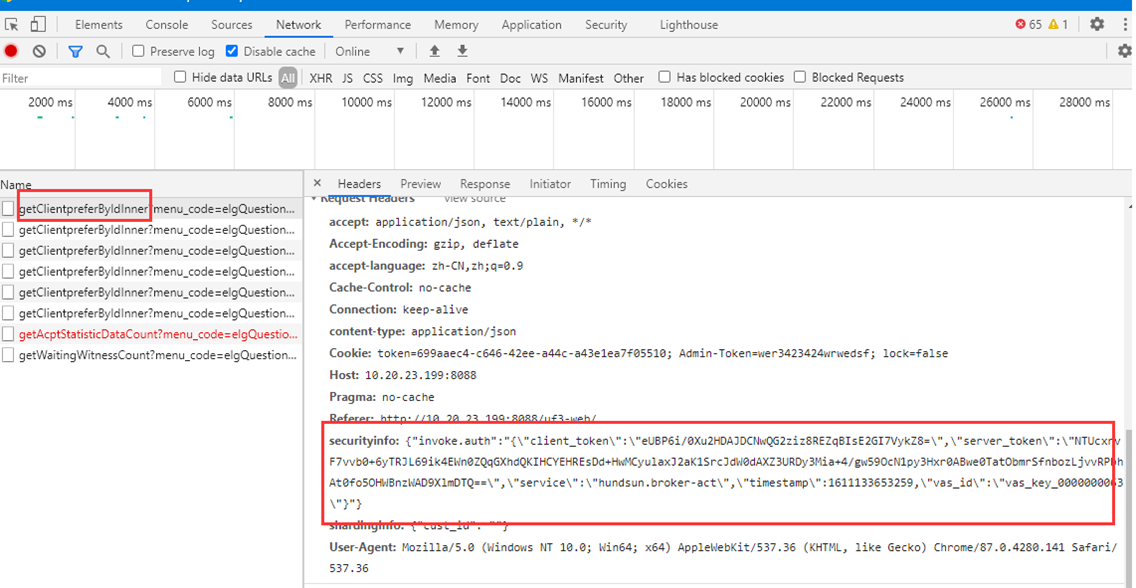 Elements Console Sources Network Performance Memory Application Security Lighthouse 65 1
Preserve log Disable cache Online
Filter Hide data URLs All XHR JS CSS Img Media Font Doc WS Manifest Other Has blocked cookies Blocked Requests
2000 ms 4000 ms 6000 ms 8000 ms 10000 ms 12000 ms 14000 ms 16000 ms 18000 ms 20000 ms 22000 ms 24000 ms 26000 ms 28000 ms
Name
getClientpreferByIdInner?menu_code=elgQuestion...
getClientpreferByIdInner?menu_code=elgQuestion...
getClientpreferByIdInner?menu_code=elgQuestion...
getClientpreferByIdInner?menu_code=elgQuestion...
getClientpreferByIdInner?menu_code=elgQuestion...
getClientpreferByIdInner?menu_code=elgQuestion...
getAcptStatisticDataCount?menu_code=elgQuestio...
getWaitingWitnessCount?menu_code=elgQuestion...
× Headers Preview Response Initiator Timing Cookies
Request Headers view source
accept: application/json, text/plain, */*
Accept-Encoding: gzip, deflate
accept-language: zh-CN,zh;q=0.9
Cache-Control: no-cache
Connection: keep-alive
content-type: application/json
Cookie: token=699aaec4-c646-42ee-a44c-a43e1ea7f05510; Admin-Token=wer3423424wrwedsf; lock=false
Host: 10.20.23.199:8088
Pragma: no-cache
Referer: http://10.20.23.199:8088/uf3-web/
securityinfo: {"invoke.auth":"{\"client_token\":\"eUBP6i/0Xu2HDAJDCNwQG2ziz8REZqBIsE2GI7VykZ8=\",\"server_token\":\"NTUcxnv
F7vvb0+6yTRJL69ik4EWn0ZQqGXhdQKIHCYEHREsDd+HwMCyulaxJ2aK1SrcJdW0dAXZ3URDy3Mia+4/gw59OcN1py3Hxr0ABwe0TatObmrSfnbozLjvvRPDh
At0fo5OHWBnzWAD9XlmDTQ==\",\"service\":\"hundsun.broker-act\",\"timestamp\":1611133653259,\"vas_id\":\"vas_key_0000000063
\"}"}
shardinginfo: {"cust_id": ""}
User-Agent: Mozilla/5.0 (Windows NT 10.0; Win64; x64) AppleWebKit/537.36 (KHTML, like Gecko) Chrome/87.0.4280.141 Safari/
537.36